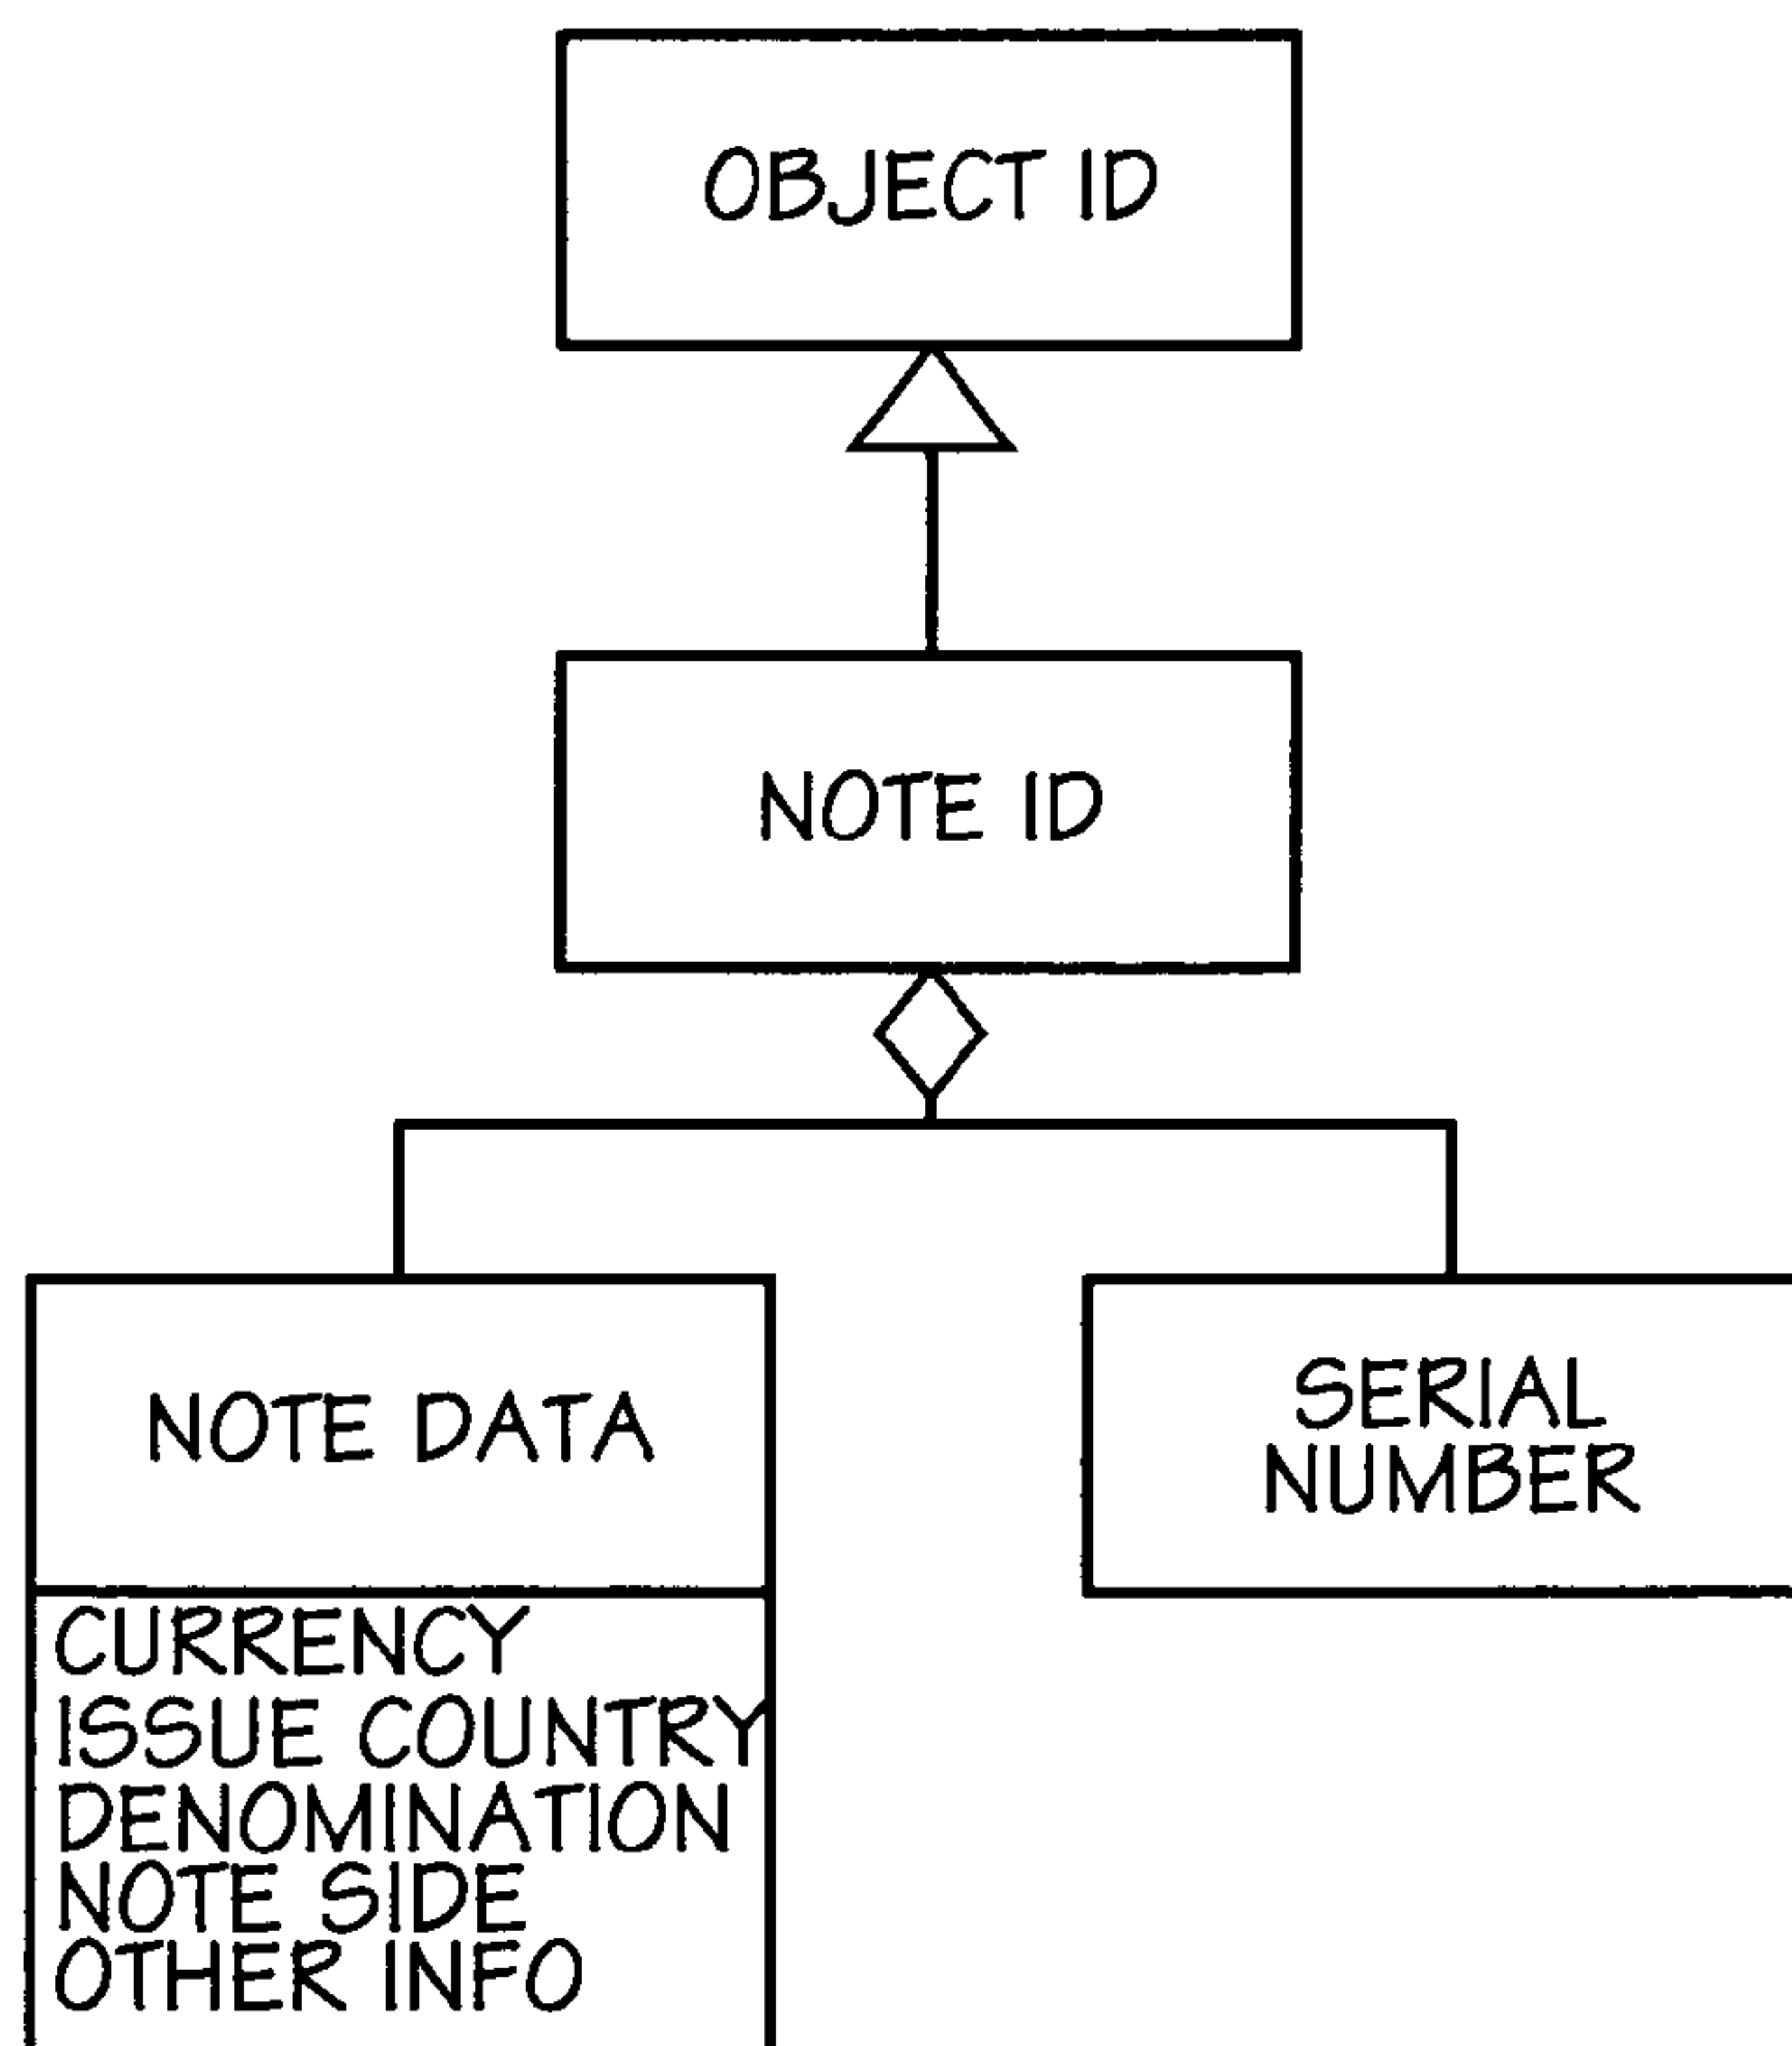 OBJECT ID
NOTE ID
NOTE DATA
SERIAL
NUMBER
CURRENCY
ISSUE COUNTRY
DENOMINATION
NOTE SIDE
OTHER INFO